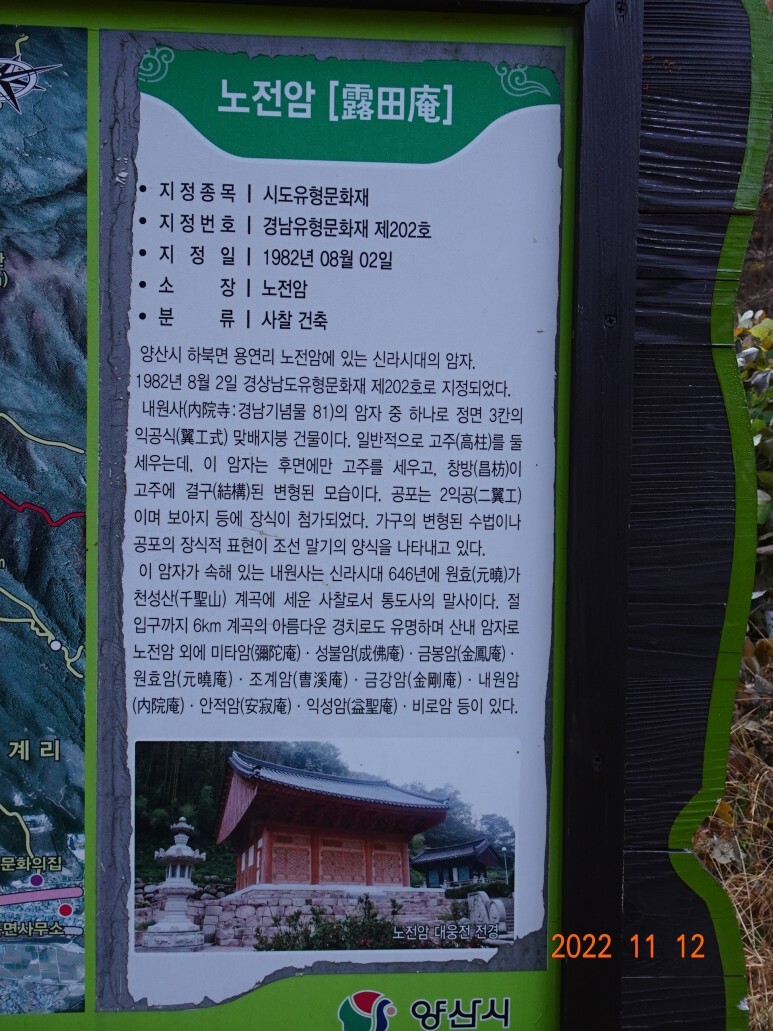 노전암 [露田庵]
• 지정종목 | 시도유형문화재
• 지정번호 | 경남유형문화재 제202호
• 지 정 일 | 1982년 08월 02일
• 소 장 | 노전암
• 분 류 | 사찰 건축
양산시 하북면 용연리 노전암에 있는 신라시대의 암자.
1982년 8월 2일 경상남도유형문화재 제202호로 지정되었다.
내원사(內院寺:경남기념물 81)의 암자 중 하나로 정면 3칸의
익공식(翼工式) 맞배지붕 건물이다. 일반적으로 고주(高柱)를 둘
세우는데, 이 암자는 후면에만 고주를 세우고, 창방(昌枋)이
고주에 결구(結構)된 변형된 모습이다. 공포는 2익공(二翼工)
이며 보아지 등에 장식이 첨가되었다. 가구의 변형된 수법이나
공포의 장식적 표현이 조선 말기의 양식을 나타내고 있다.
이 암자가 속해 있는 내원사는 신라시대 646년에 원효(元曉)가
천성산(千聖山) 계곡에 세운 사찰로서 통도사의 말사이다. 절
입구까지 6km 계곡의 아름다운 경치로도 유명하며 산내 암자로
노전암 외에 미타암(彌陀庵)·성불암(成佛庵)·금봉암(金鳳庵)·
원효암(元曉庵)·조계암(曺溪庵)·금강암(金剛庵)·내원암
(內院庵)·안적암(安寂庵)·익성암(益聖庵)·비로암 등이 있다.
노전암 대웅전 전경
계리
문화의집
면사무소
양산시
2022 11 12